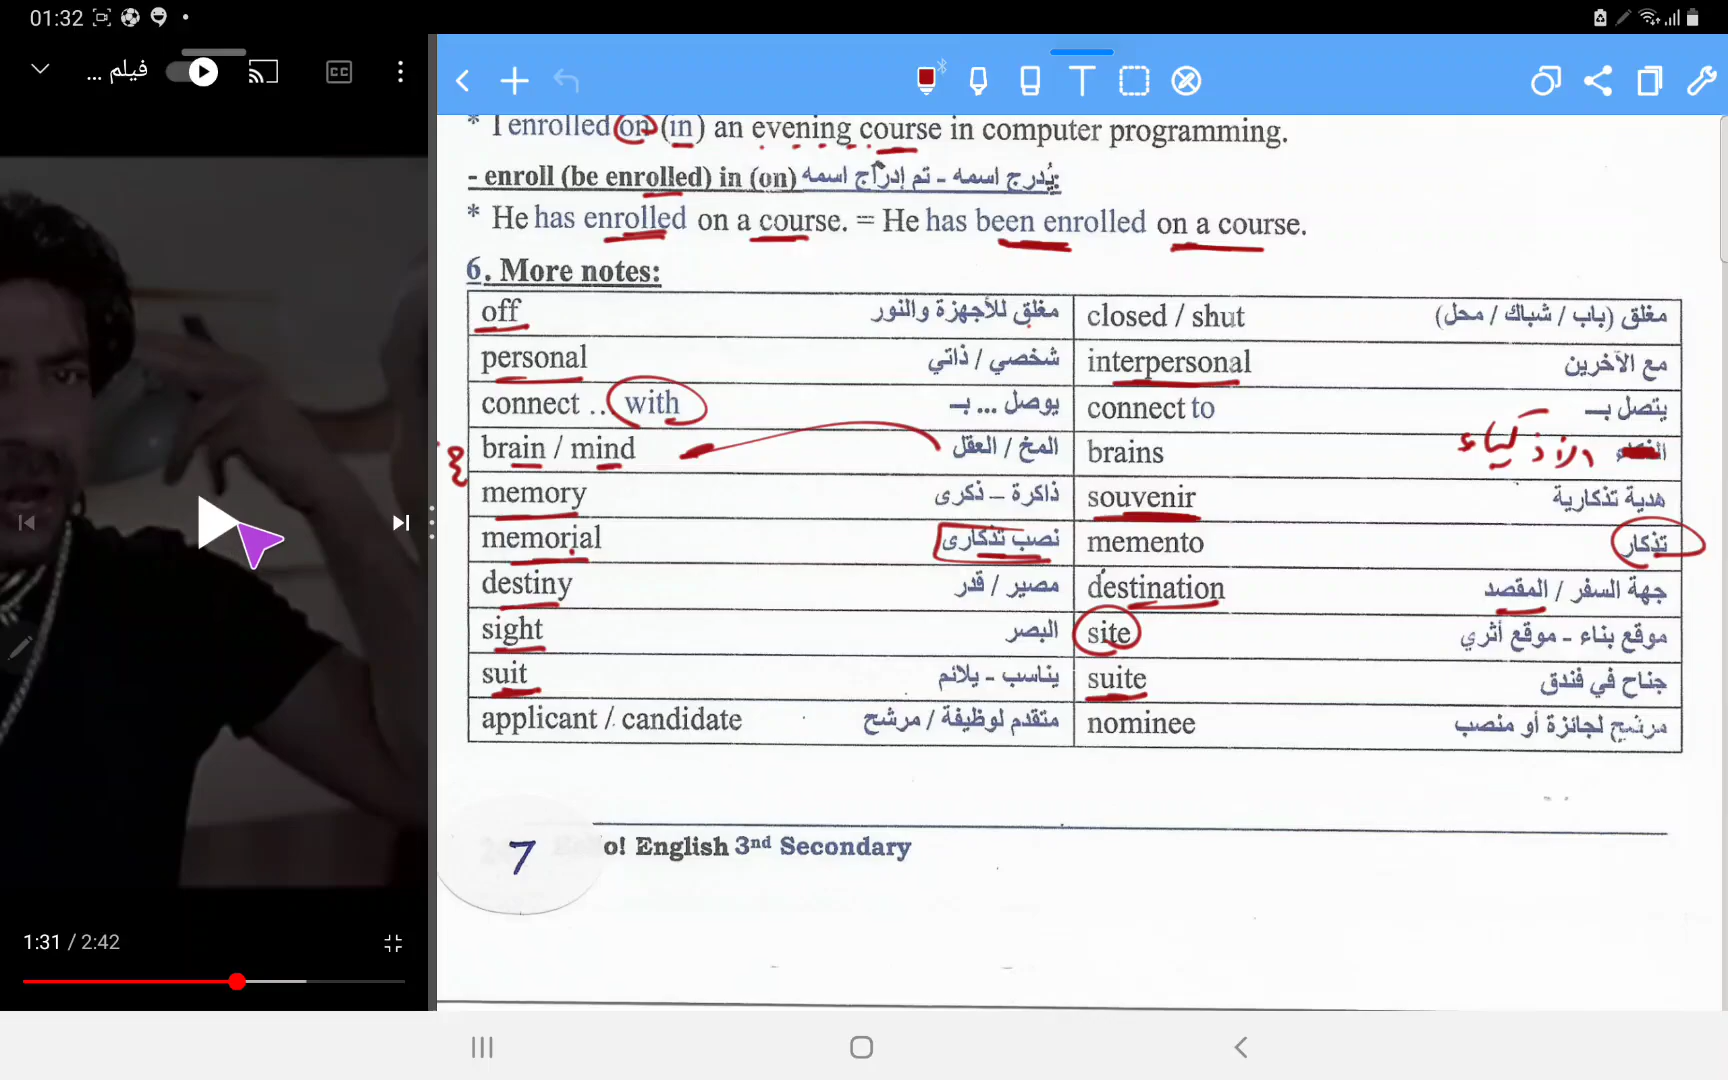 01:32
فيلم ...
CC
* I enrolled on (in) an evening course in computer programming.
- enroll (be enrolled) in (on) يُدرج اسمه - تم إدراج اسمه:
* He has enrolled on a course. = He has been enrolled on a course.
6. More notes:
off مغلق للأجهزة والنور closed / shut مغلق (باب / شباك / محل)
personal شخصي / ذاتي interpersonal مع الآخرين
connect … with يوصل ... بـ connect to يتصل بـ
brain / mind المخ / العقل brains الأذكياء
memory ذاكرة – ذكرى souvenir هدية تذكارية
memorial نصب تذكارى memento تذكار
destiny مصير / قدر destination جهة السفر / المقصد
sight البصر site موقع بناء - موقع أثري
suit يناسب - يلائم suite جناح في فندق
applicant / candidate متقدم لوظيفة / مرشح nominee مرشح لجائزة أو منصب
7 o! English 3nd Secondary
1:31 / 2:42